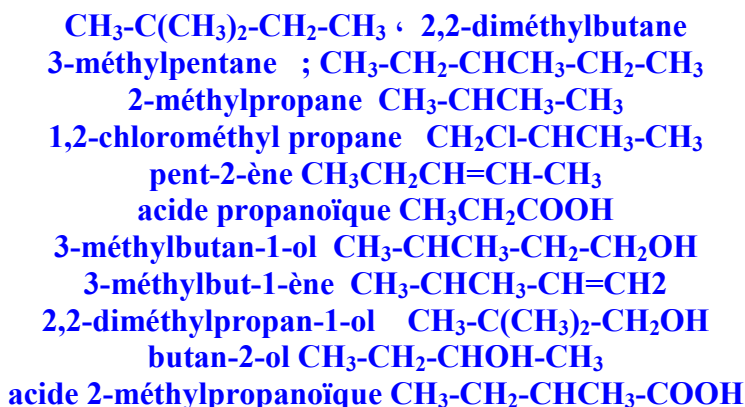 CH₃-C(CH₃)₂-CH₂-CH₃ ، 2,2-diméthylbutane
3-méthylpentane ; CH₃-CH₂-CHCH₃-CH₂-CH₃
2-méthylpropane CH₃-CHCH₃-CH₃
1,2-chlorométhyl propane CH₂Cl-CHCH₃-CH₃
pent-2-ène CH₃CH₂CH=CH-CH₃
acide propanoïque CH₃CH₂COOH
3-méthylbutan-1-ol CH₃-CHCH₃-CH₂-CH₂OH
3-méthylbut-1-ène CH₃-CHCH₃-CH=CH2
2,2-diméthylpropan-1-ol CH₃-C(CH₃)₂-CH₂OH
butan-2-ol CH₃-CH₂-CHOH-CH₃
acide 2-méthylpropanoïque CH₃-CH₂-CHCH₃-COOH